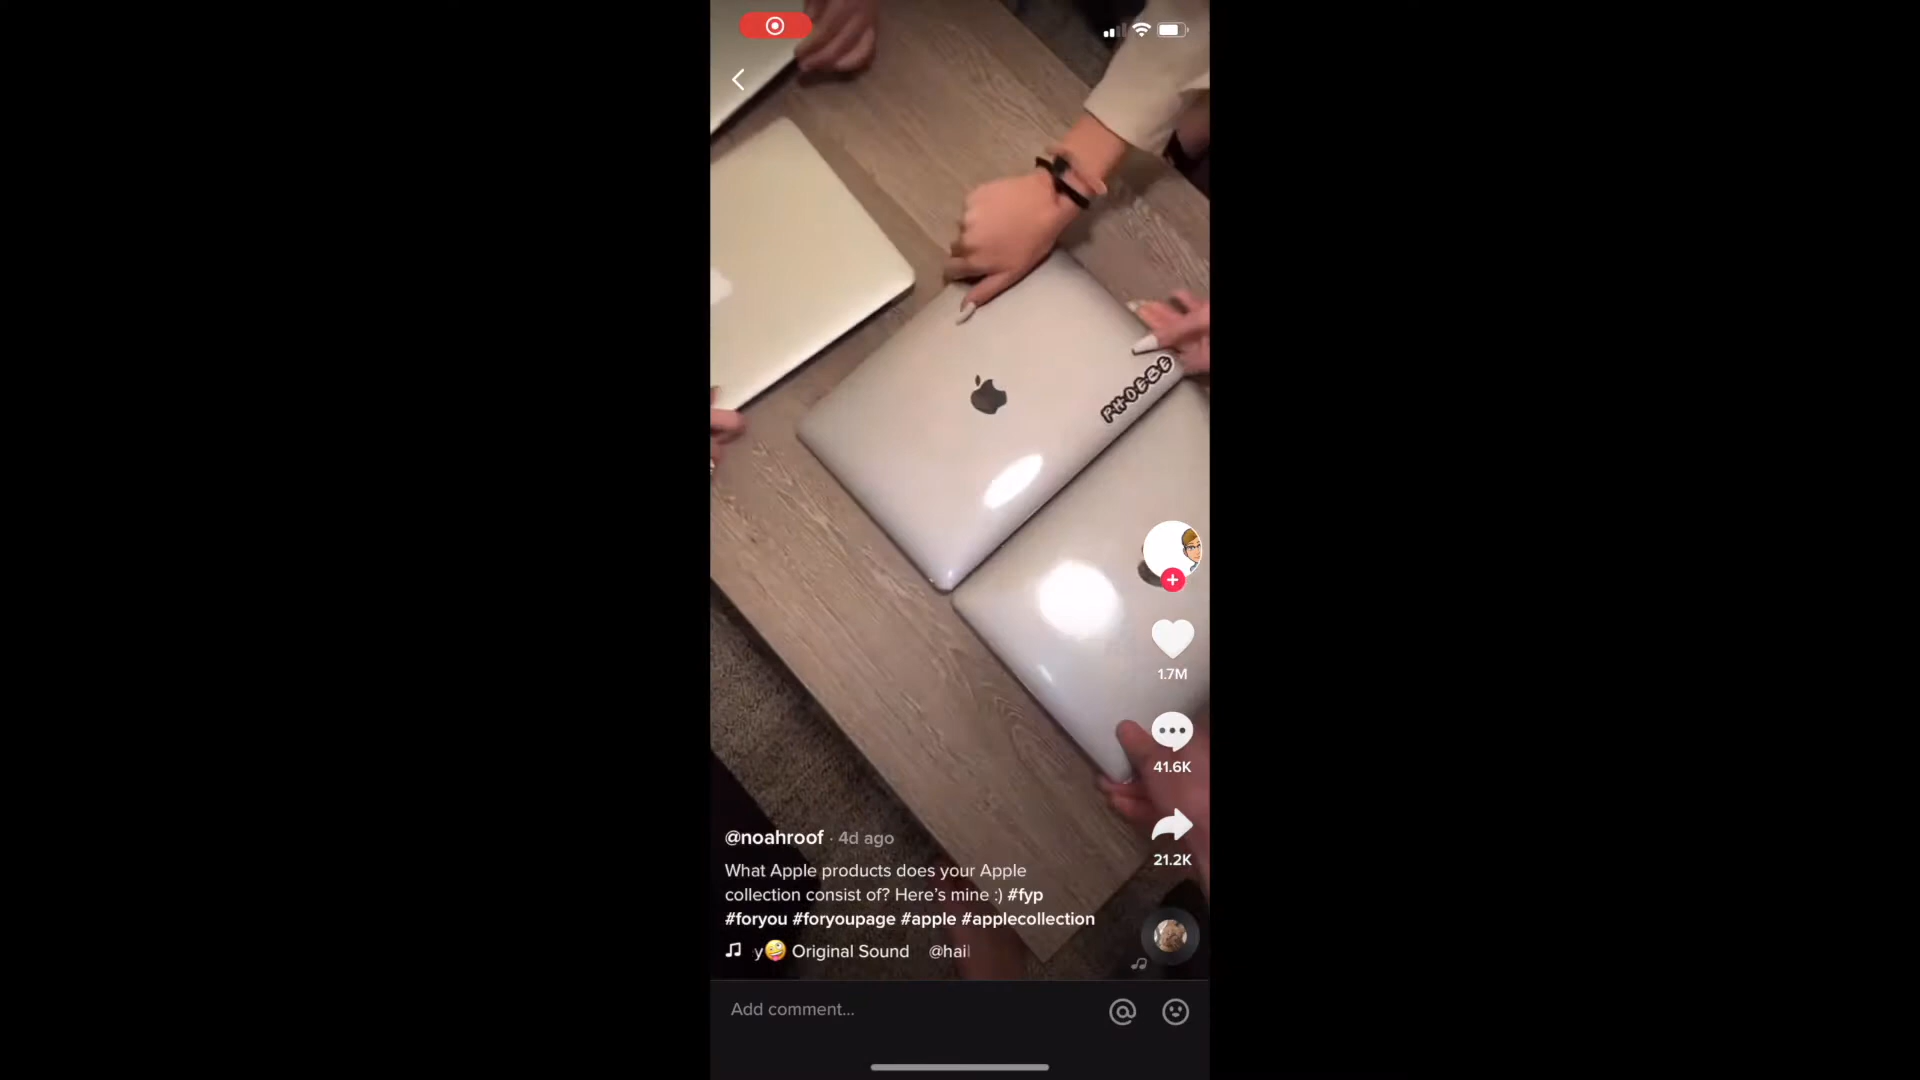 PHOEBE
1.7M
41.6K
21.2K
@noahroof · 4d ago
What Apple products does your Apple
collection consist of? Here's mine :) #fyp
#foryou #foryoupage #apple #applecollection
y🤪 Original Sound @hail
Add comment...